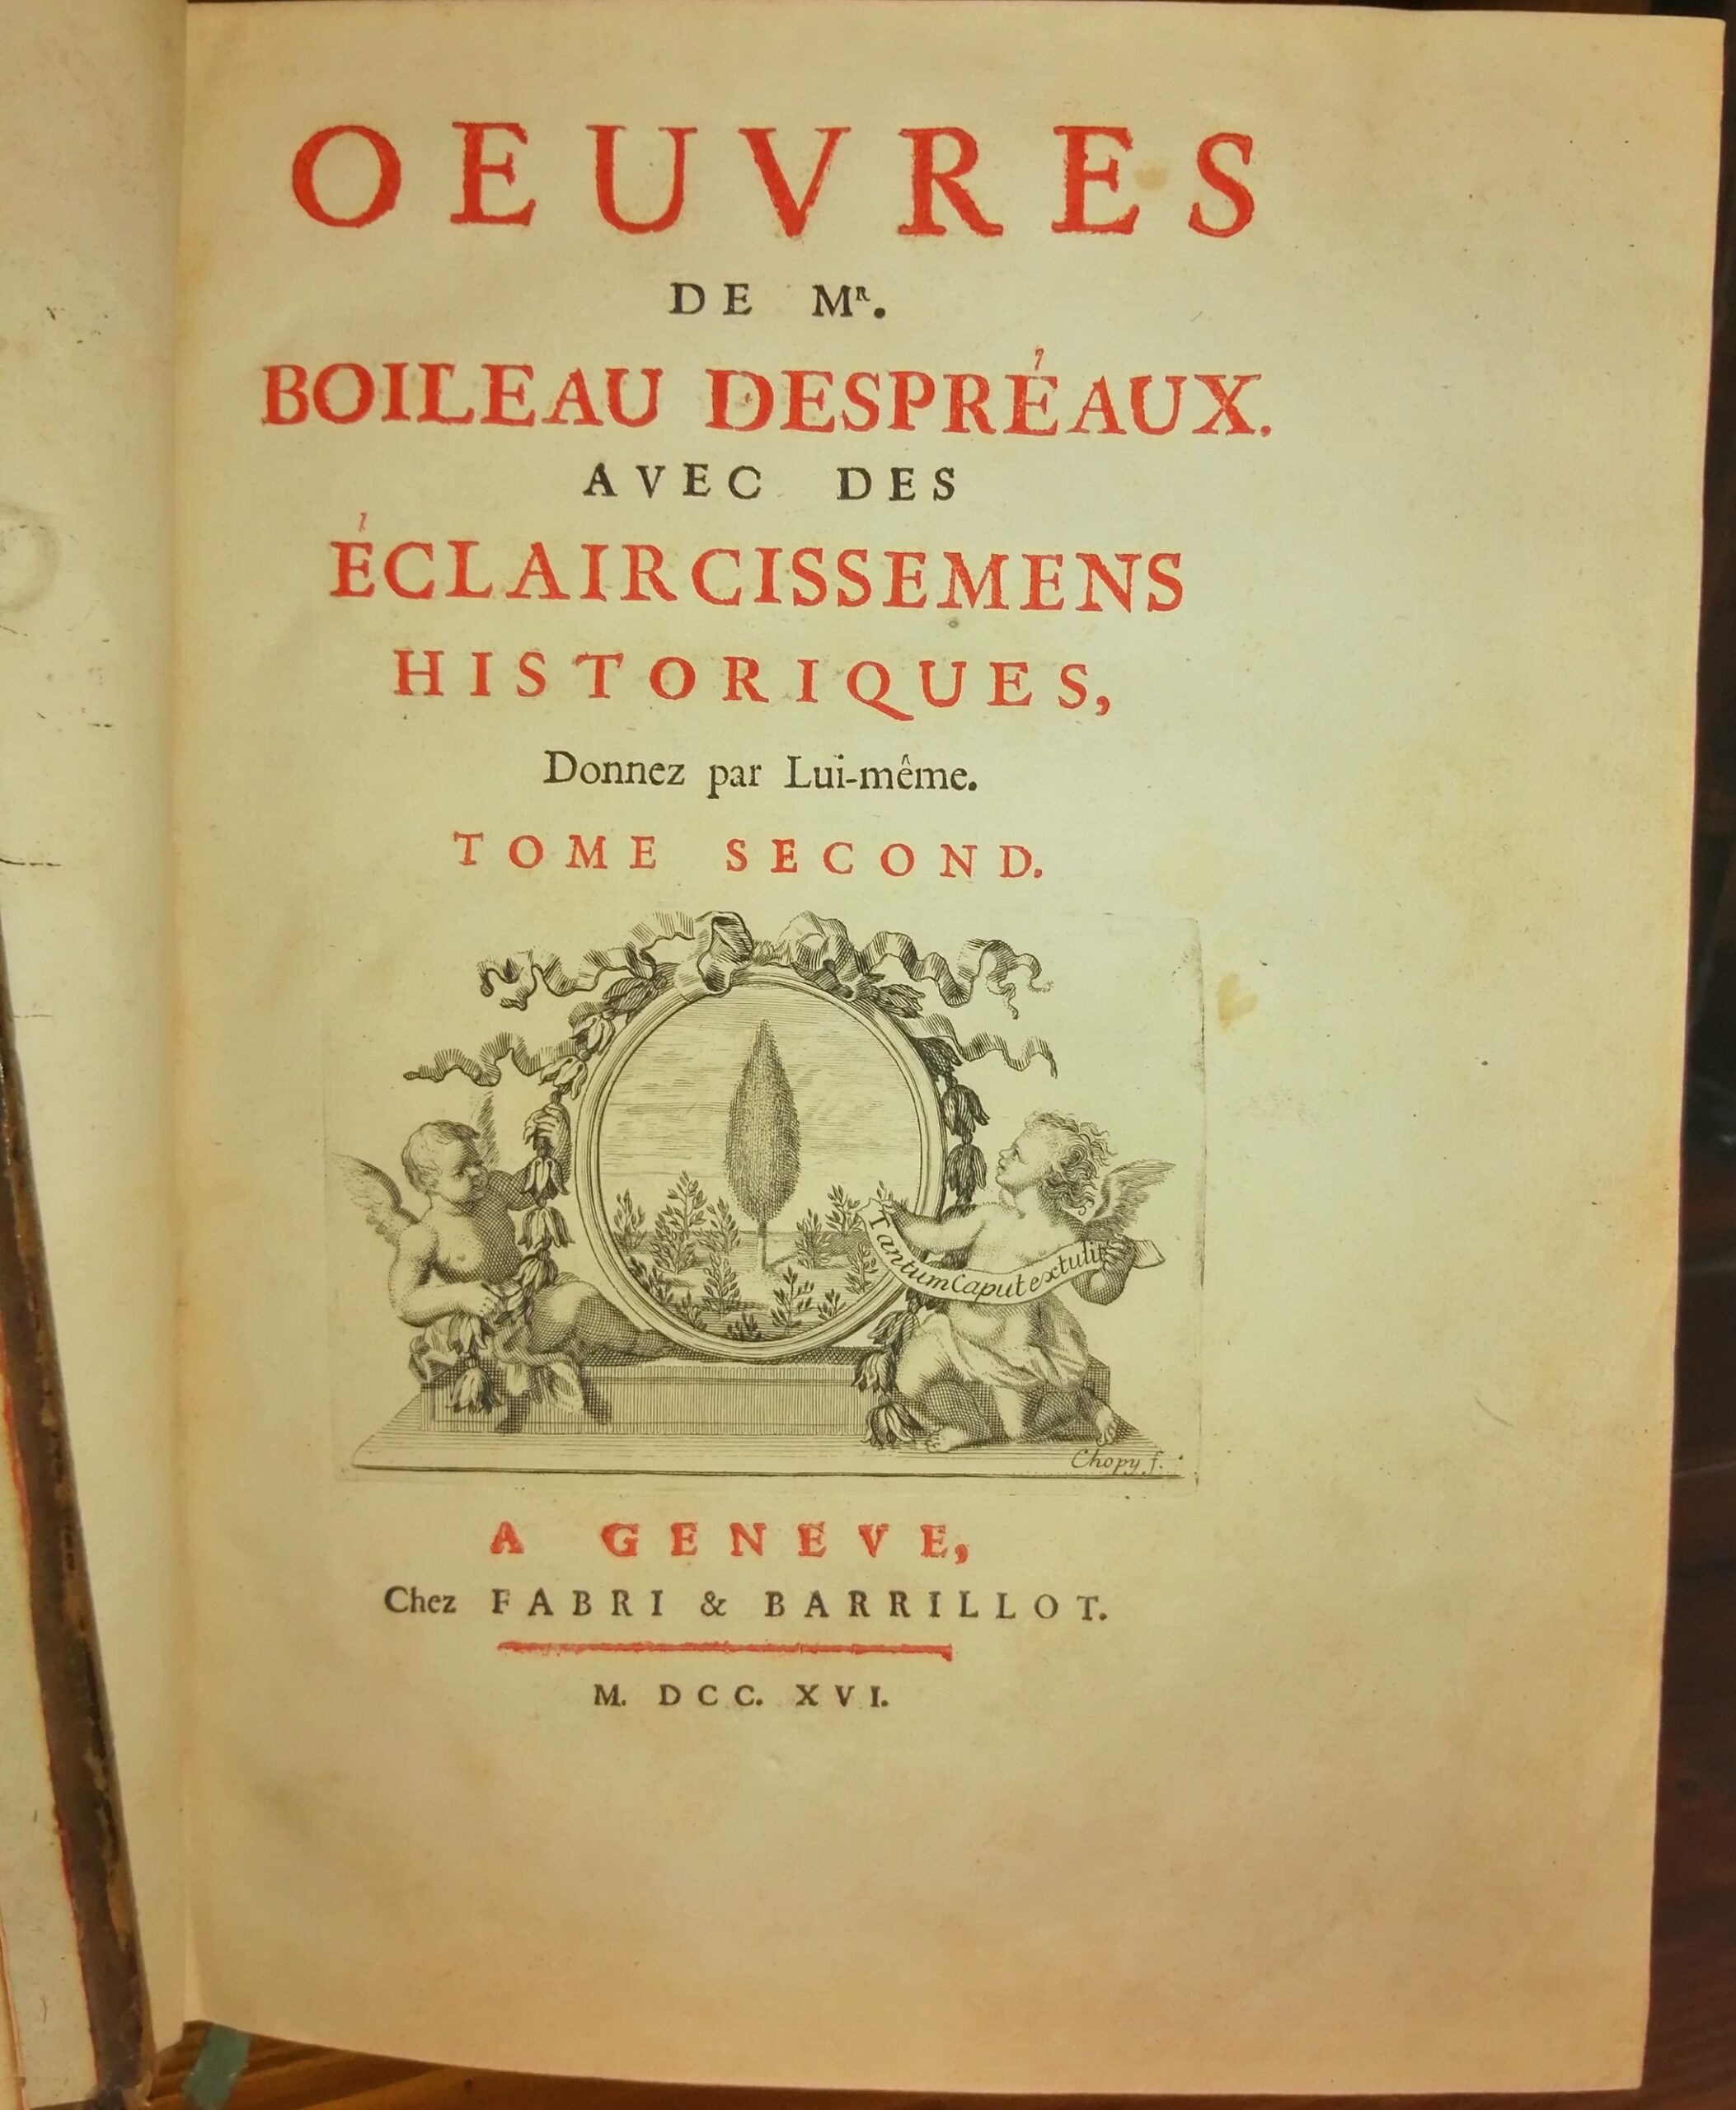 OEUVRES
DE Mᴿ.
BOILEAU DESPRÉAUX.
AVEC DES
ÉCLAIRCISSEMENS
HISTORIQUES,
Donnez par Lui-même.
TOME SECOND.
Tantum Caput extulit
Chopy f.
A GENEVE,
Chez FABRI & BARRILLOT.
M. DCC. XVI.